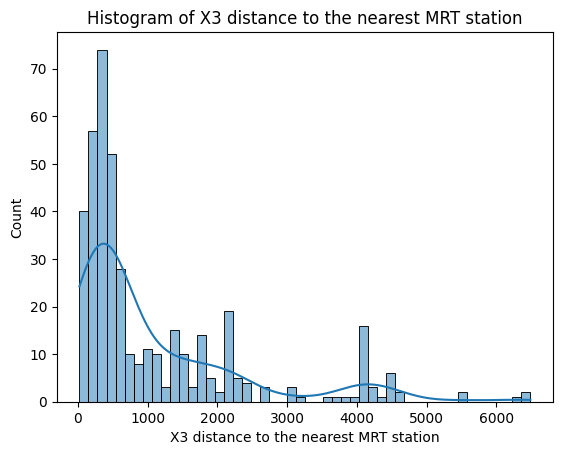 Histogram of X3 distance to the nearest MRT station
Count
70
60
50
40
30
20
10
0
0 1000 2000 3000 4000 5000 6000
X3 distance to the nearest MRT station